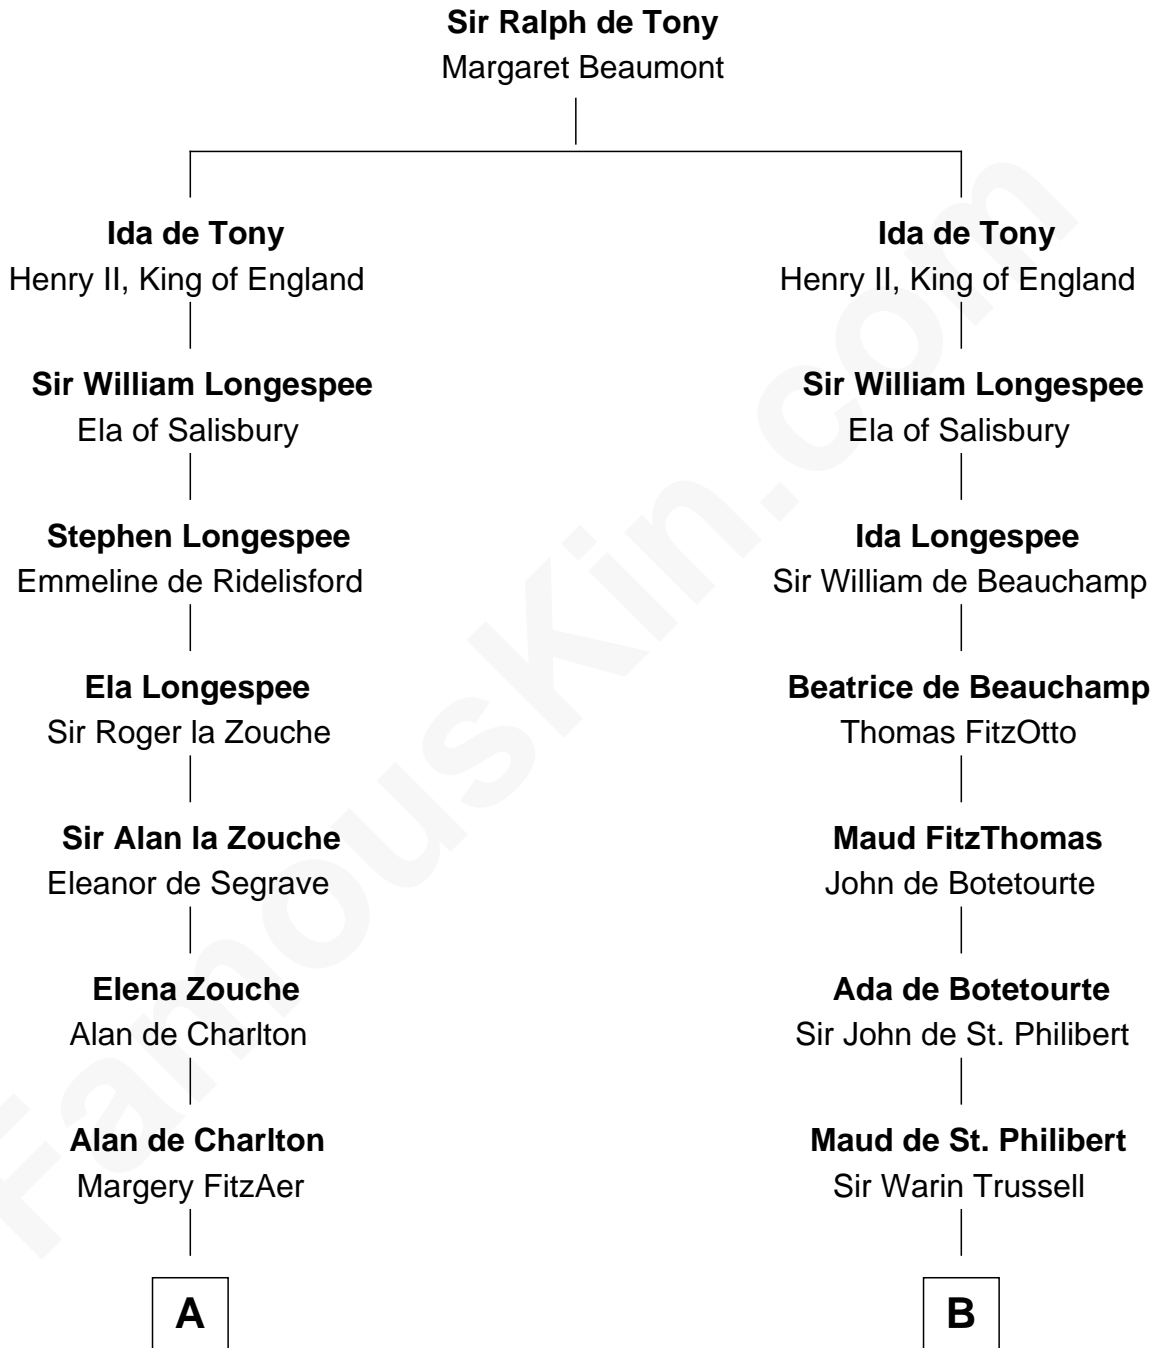 Sir Ralph de Tony
Margaret Beaumont
Ida de Tony
Henry II, King of England
Sir William Longespee
Ela of Salisbury
Stephen Longespee
Emmeline de Ridelisford
Ela Longespee
Sir Roger la Zouche
Sir Alan la Zouche
Eleanor de Segrave
Elena Zouche
Alan de Charlton
Alan de Charlton
Margery FitzAer
A
Ida de Tony
Henry II, King of England
Sir William Longespee
Ela of Salisbury
Ida Longespee
Sir William de Beauchamp
Beatrice de Beauchamp
Thomas FitzOtto
Maud FitzThomas
John de Botetourte
Ada de Botetourte
Sir John de St. Philibert
Maud de St. Philibert
Sir Warin Trussell
B
FamousKin.com